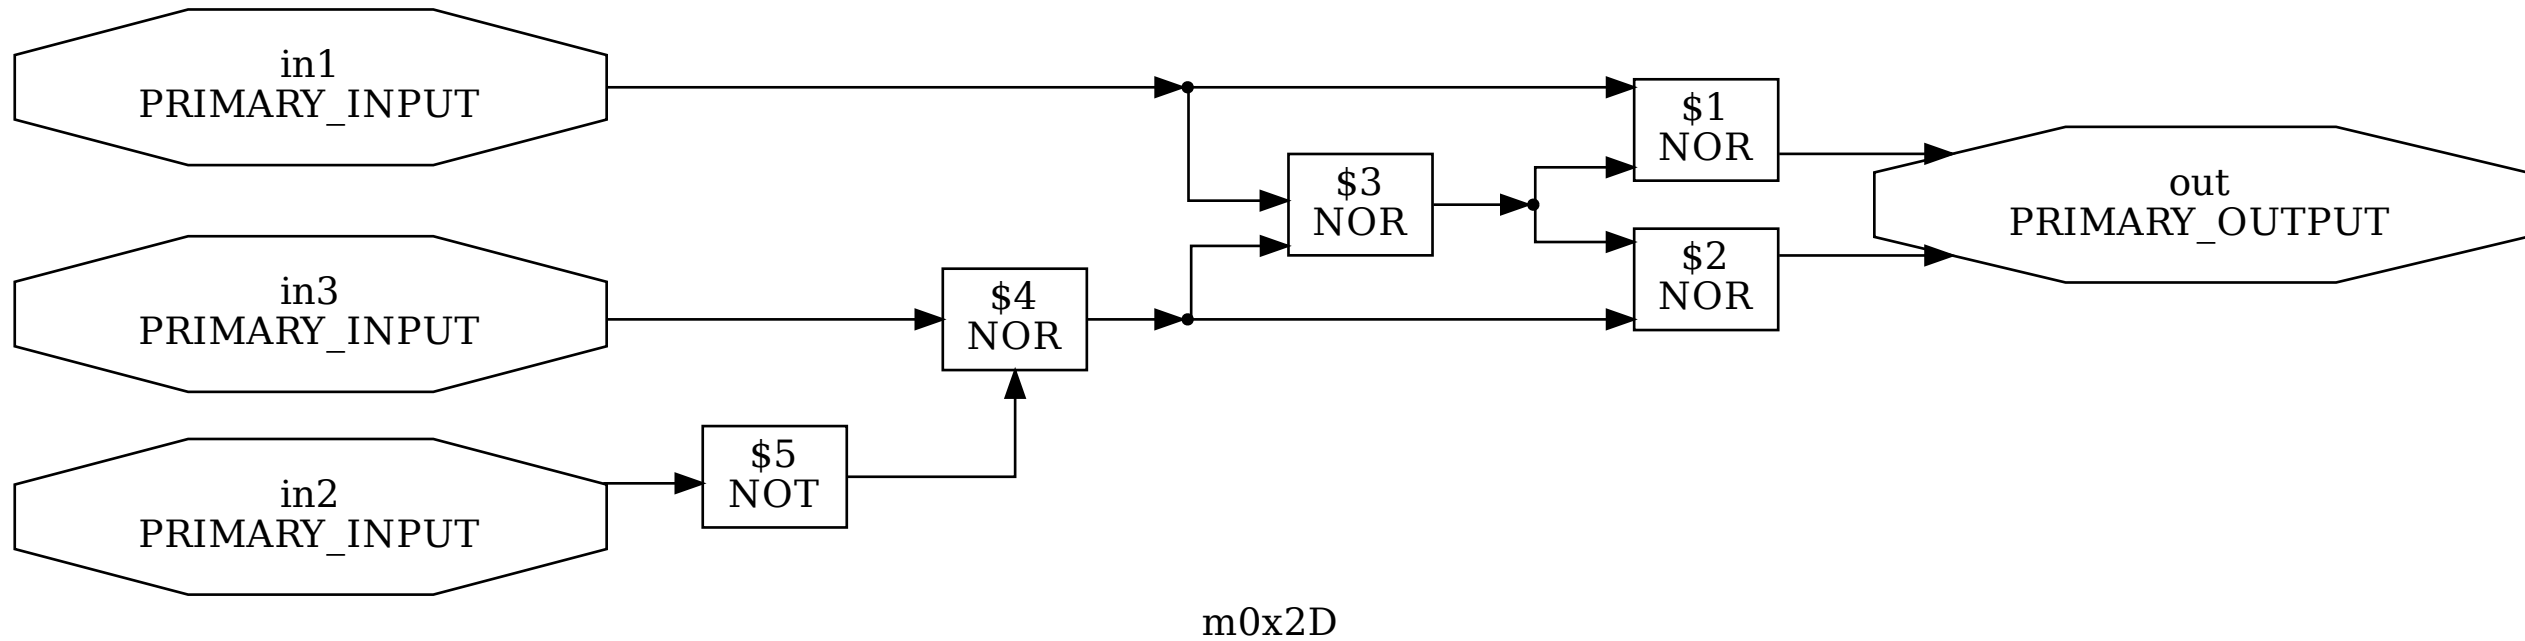 in1
PRIMARY_INPUT
$1
NOR
$3
NOR
out
PRIMARY_OUTPUT
$2
NOR
in3
PRIMARY_INPUT
$4
NOR
$5
NOT
in2
PRIMARY_INPUT
m0x2D